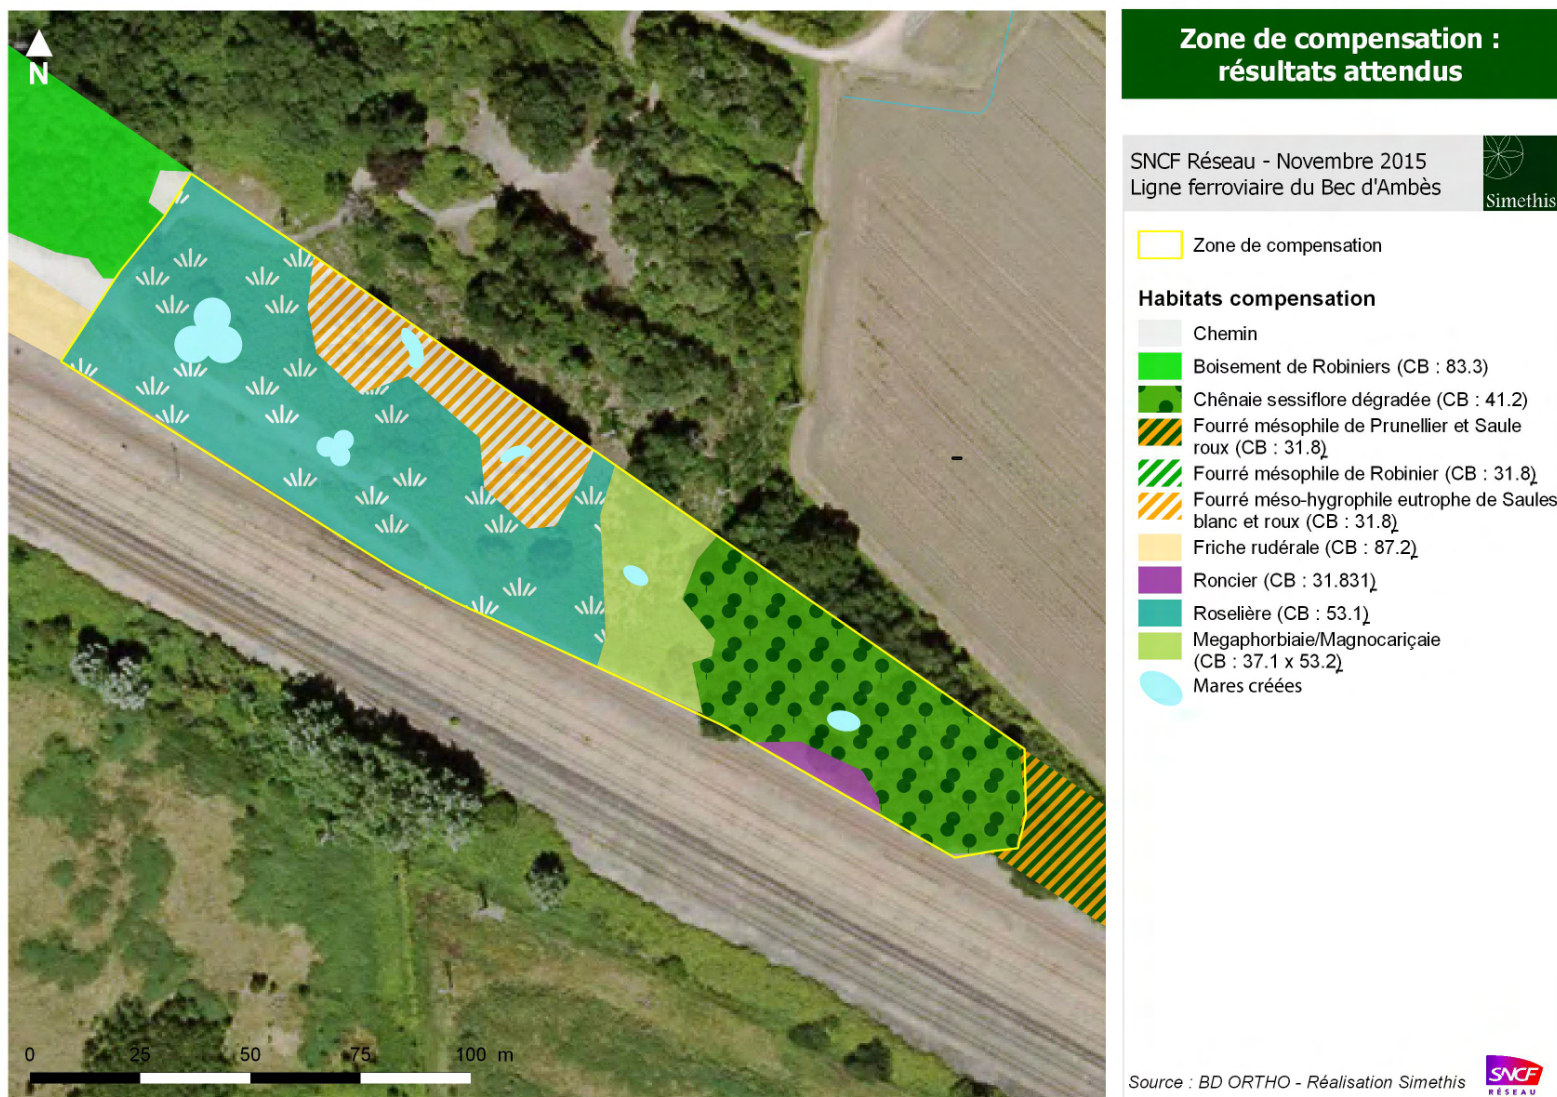 Zone de compensation :
résultats attendus
N
SNCF Réseau - Novembre 2015
Ligne ferroviaire du Bec d'Ambès
Simethis
Zone de compensation
Habitats compensation
Chemin
Boisement de Robiniers (CB : 83.3)
Chênaie sessiflore dégradée (CB : 41.2)
Fourré mésophile de Prunellier et Saule
roux (CB : 31.8)
Fourré mésophile de Robinier (CB : 31.8)
Fourré méso-hygrophile eutrophe de Saules
blanc et roux (CB : 31.8)
Friche rudérale (CB : 87.2)
Roncier (CB : 31.831)
Roselière (CB : 53.1)
Megaphorbiaie/Magnocariçaie
(CB : 37.1 x 53.2)
Mares créées
0 25 50 75 100 m
Source : BD ORTHO - Réalisation Simethis
SNCF
RÉSEAU